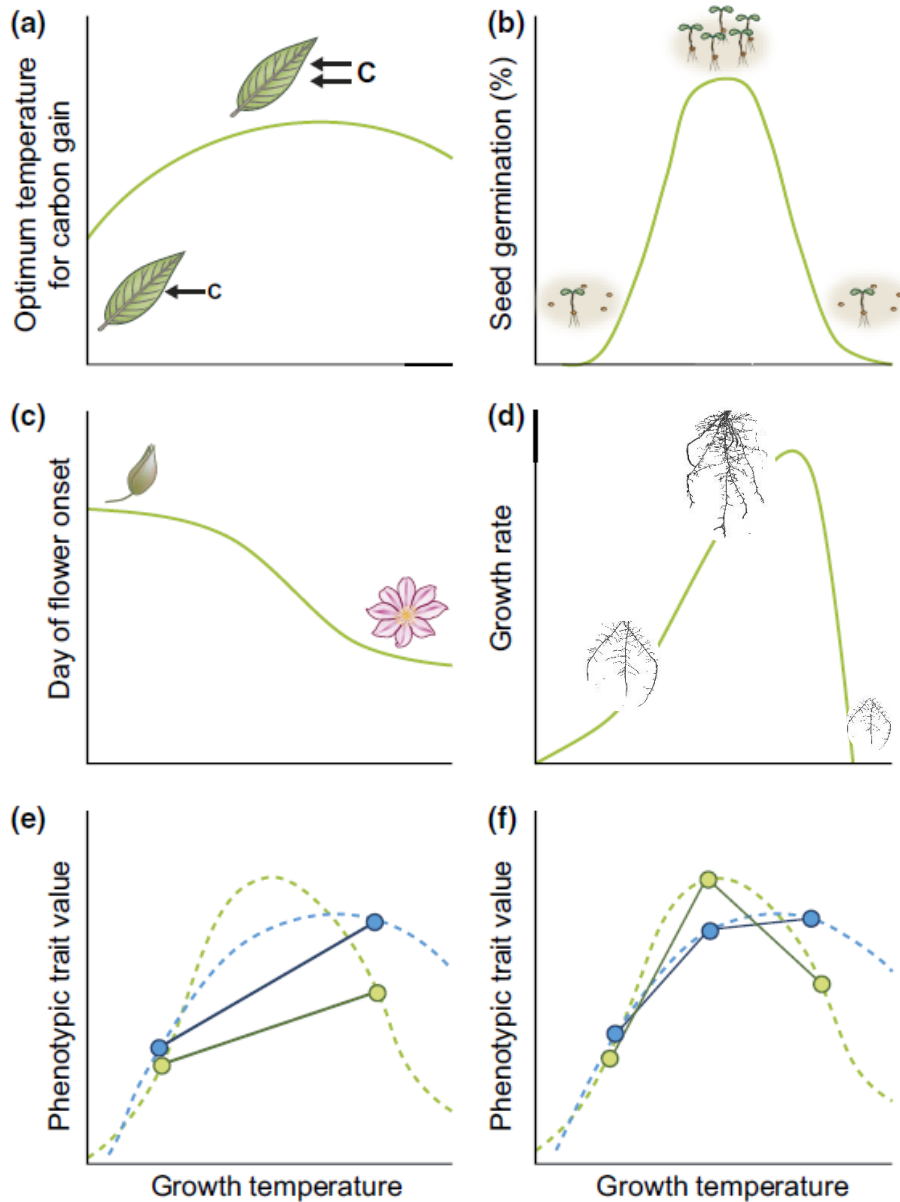 (a)
Optimum temperature
for carbon gain
C
C
(b)
Seed germination (%)
(c)
Day of flower onset
(d)
Growth rate
(e)
Phenotypic trait value
Growth temperature
(f)
Phenotypic trait value
Growth temperature